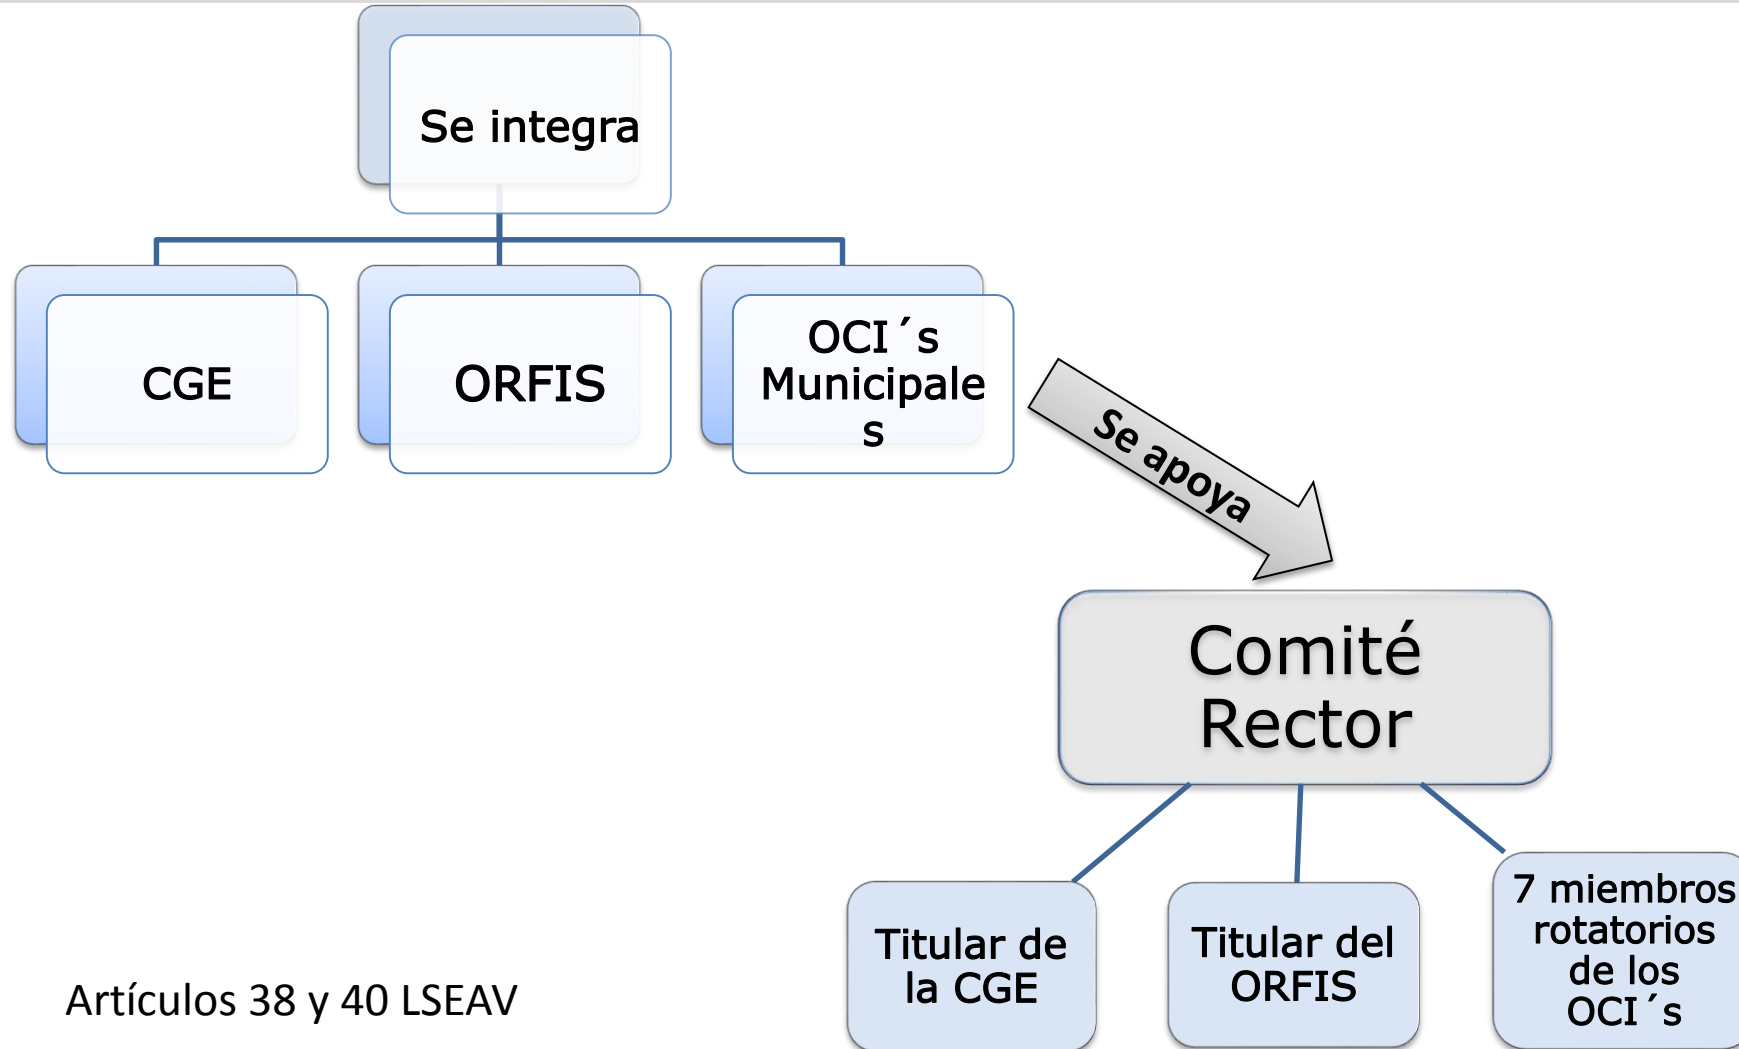 Se integra
CGE
ORFIS
OCI´s
Municipale
s
Se apoya
Comité
Rector
Titular de
la CGE
Titular del
ORFIS
7 miembros
rotatorios
de los
OCI´s
Artículos 38 y 40 LSEAV